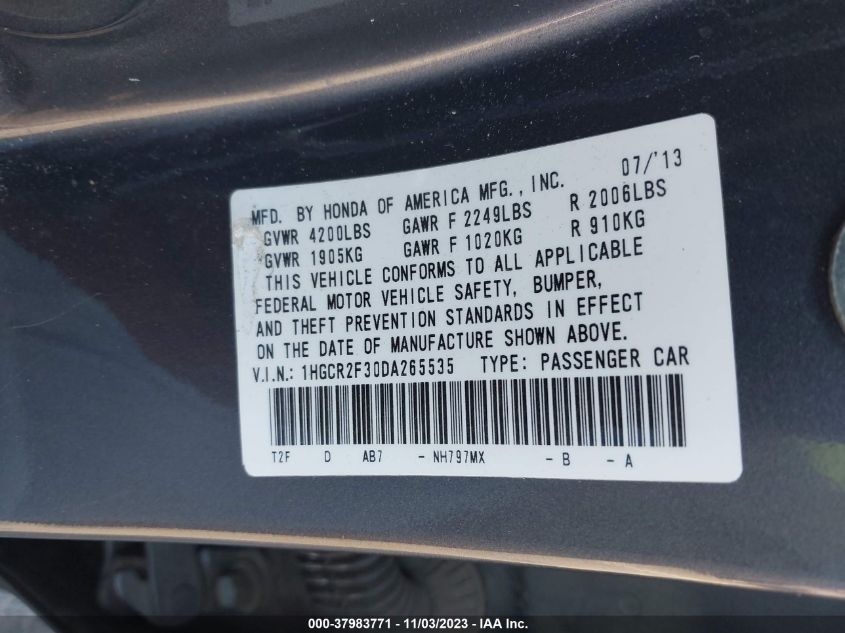 MFD. BY HONDA OF AMERICA MFG., INC. 07/'13
GVWR 4200LBS GAWR F 2249LBS R 2006LBS
GVWR 1905KG GAWR F 1020KG R 910KG
THIS VEHICLE CONFORMS TO ALL APPLICABLE
FEDERAL MOTOR VEHICLE SAFETY, BUMPER,
AND THEFT PREVENTION STANDARDS IN EFFECT
ON THE DATE OF MANUFACTURE SHOWN ABOVE.
V.I.N.: 1HGCR2F30DA265535 TYPE: PASSENGER CAR
T2F D AB7 - NH797MX - B - A
000-37983771 - 11/03/2023 - IAA Inc.